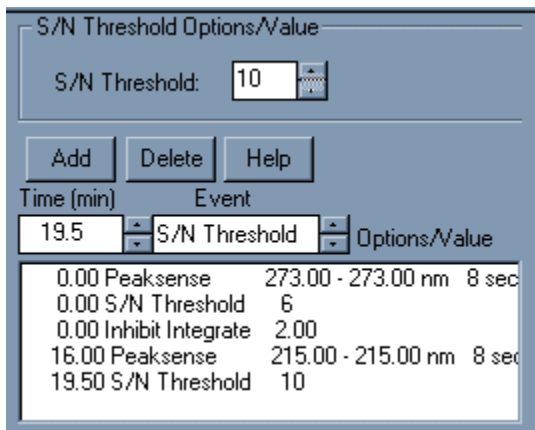 S/N Threshold Options/Value
S/N Threshold: 10
Add Delete Help
Time (min) Event
19.5 S/N Threshold Options/Value
0.00 Peaksense 273.00 - 273.00 nm 8 sec
0.00 S/N Threshold 6
0.00 Inhibit Integrate 2.00
16.00 Peaksense 215.00 - 215.00 nm 8 sec
19.50 S/N Threshold 10